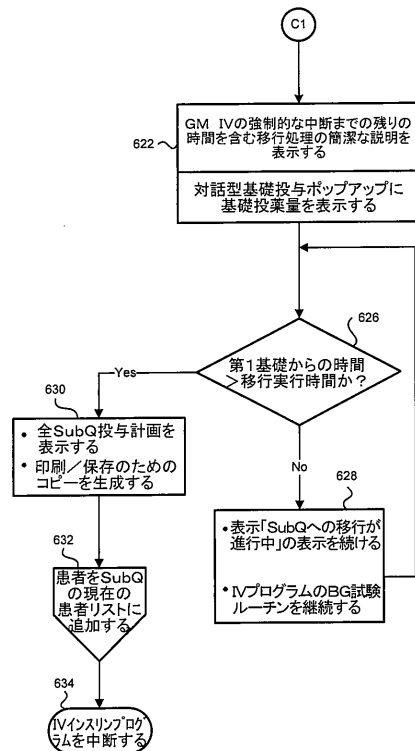 C1
622
GM IVの強制的な中断までの残りの
時間を含む移行処理の簡潔な説明を
表示する
対話型基礎投与ポップアップに
基礎投薬量を表示する
626
第1基礎からの時間
＞移行実行時間か？
Yes
630
• 全SubQ投与計画を
表示する
• 印刷／保存のための
コピーを生成する
No
628
•表示「SubQへの移行が
進行中」の表示を続ける
• IVプログラムのBG試験
ルーチンを継続する
632
患者をSubQ
の現在の
患者リストに
追加する
634
IVインスリンプログ
ラムを中断する